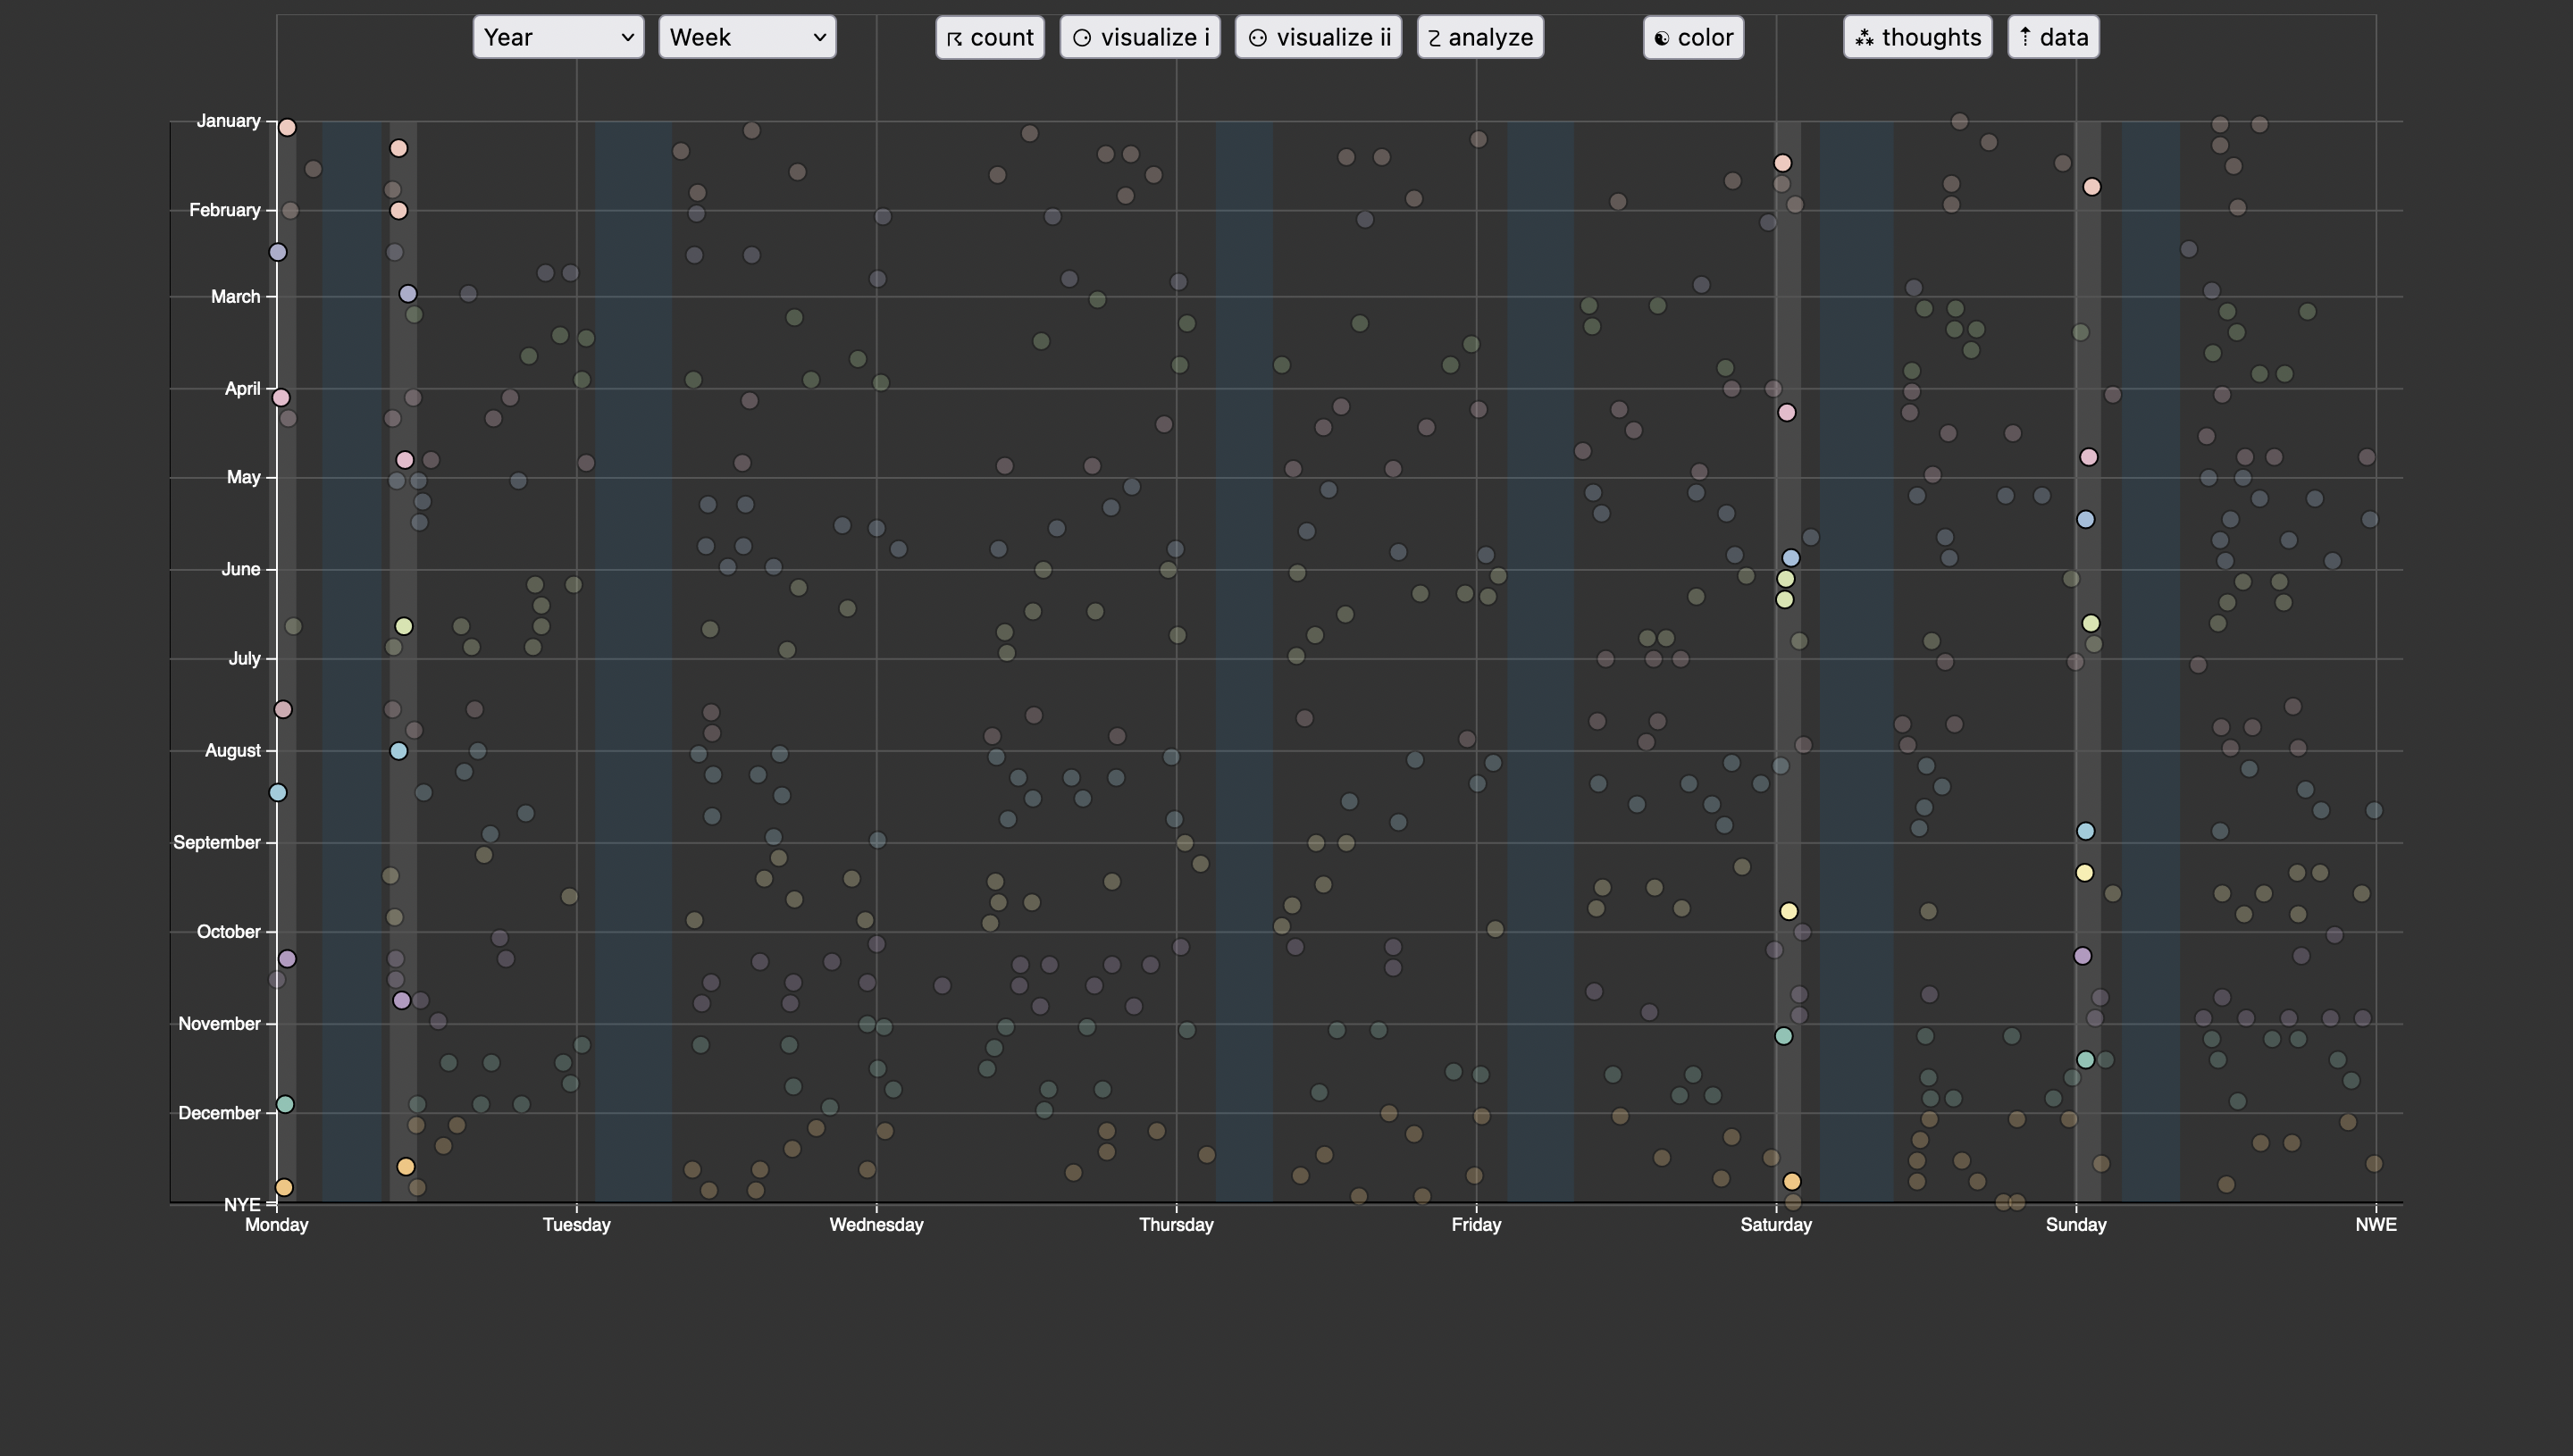 Year Week count visualize i visualize ii analyze color thoughts data
January
February
March
April
May
June
July
August
September
October
November
December
NYE
Monday Tuesday Wednesday Thursday Friday Saturday Sunday NWE